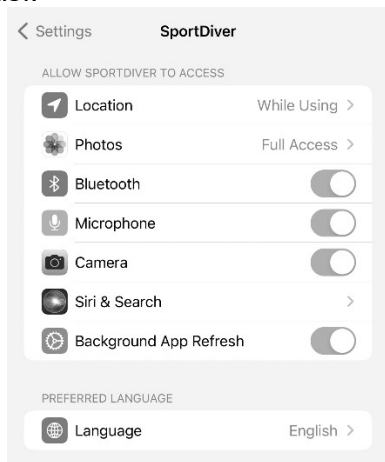 Settings SportDiver
ALLOW SPORTDIVER TO ACCESS
Location While Using
Photos Full Access
Bluetooth
Microphone
Camera
Siri & Search
Background App Refresh
PREFERRED LANGUAGE
Language English